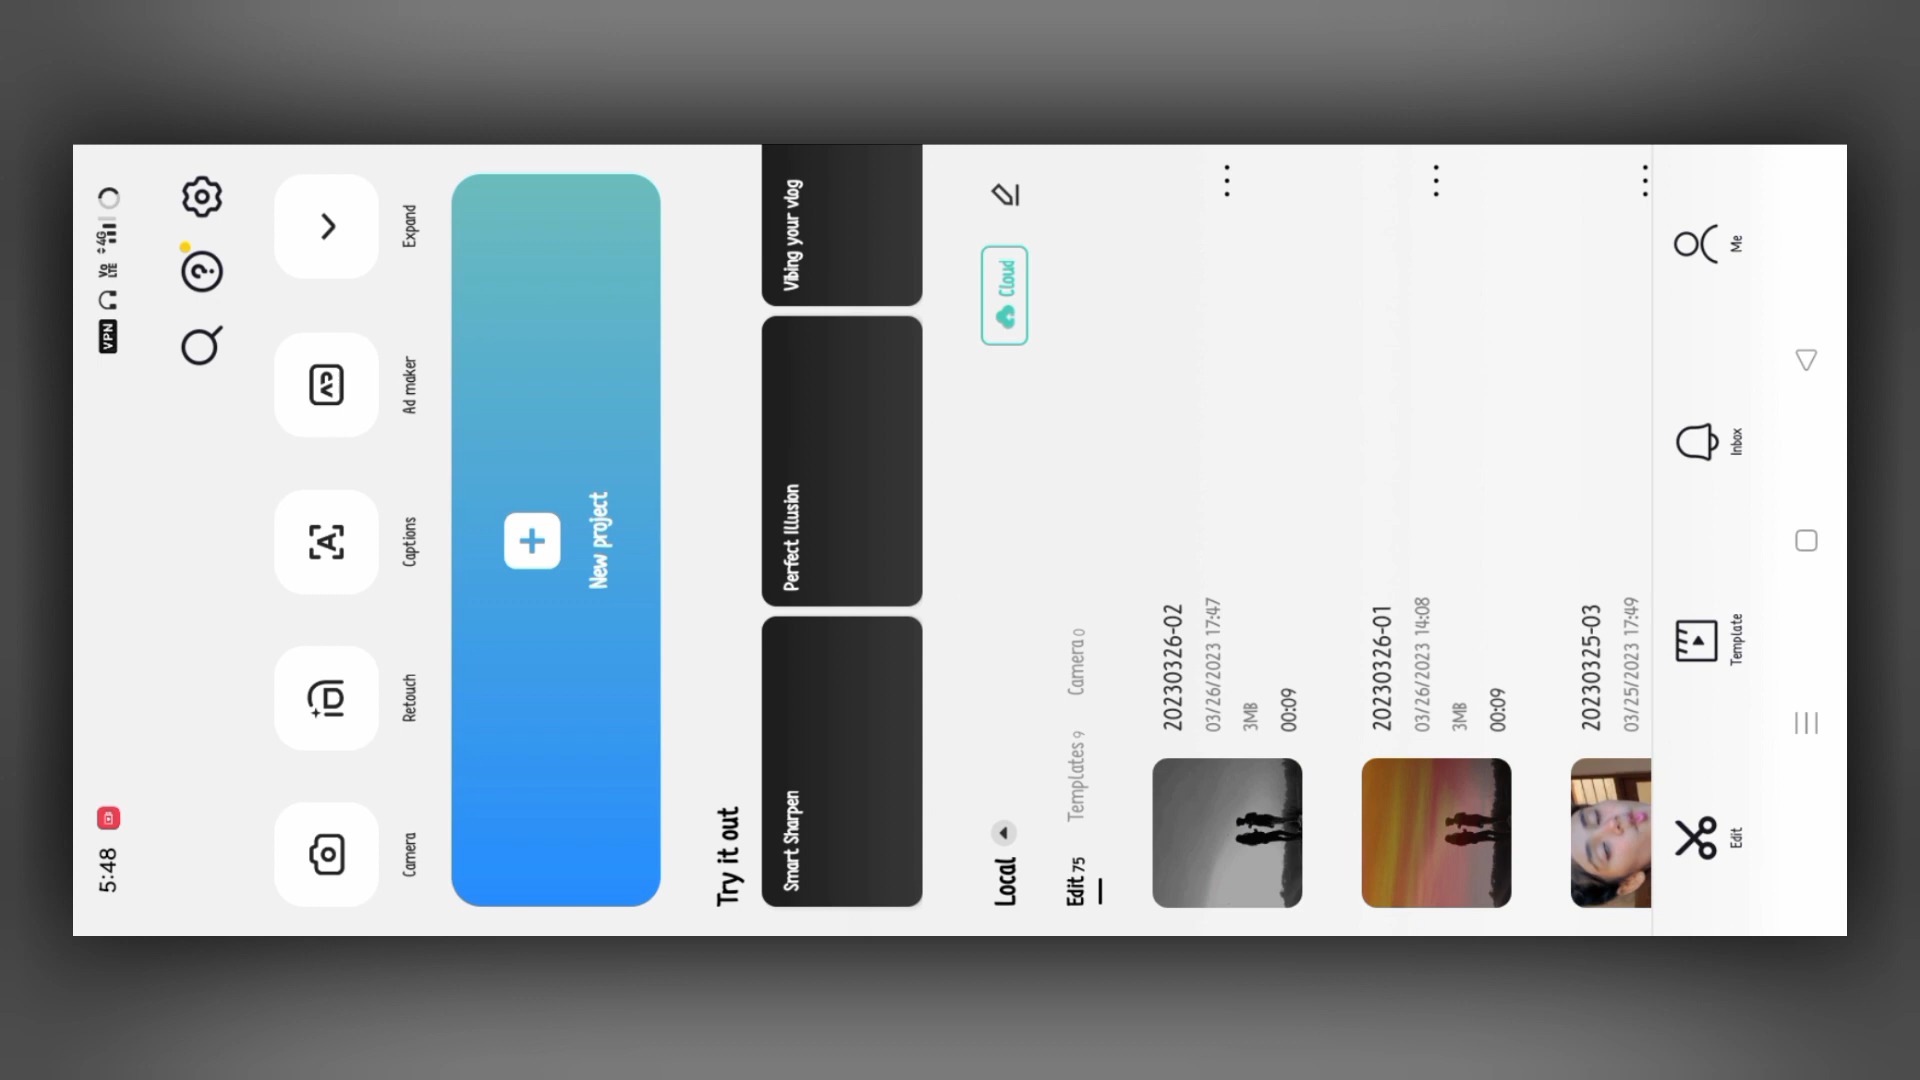 5:48
VPN Vo LTE 4G
Camera Retouch Captions Ad maker Expand
New project
Try it out
Smart Sharpen Perfect Illusion Vibing your vlog
Local Cloud
Edit 75 Templates 9 Camera 0
20230326-02
03/26/2023 17:47
3MB
00:09
20230326-01
03/26/2023 14:08
3MB
00:09
20230325-03
03/25/2023 17:49
Edit Template Inbox Me